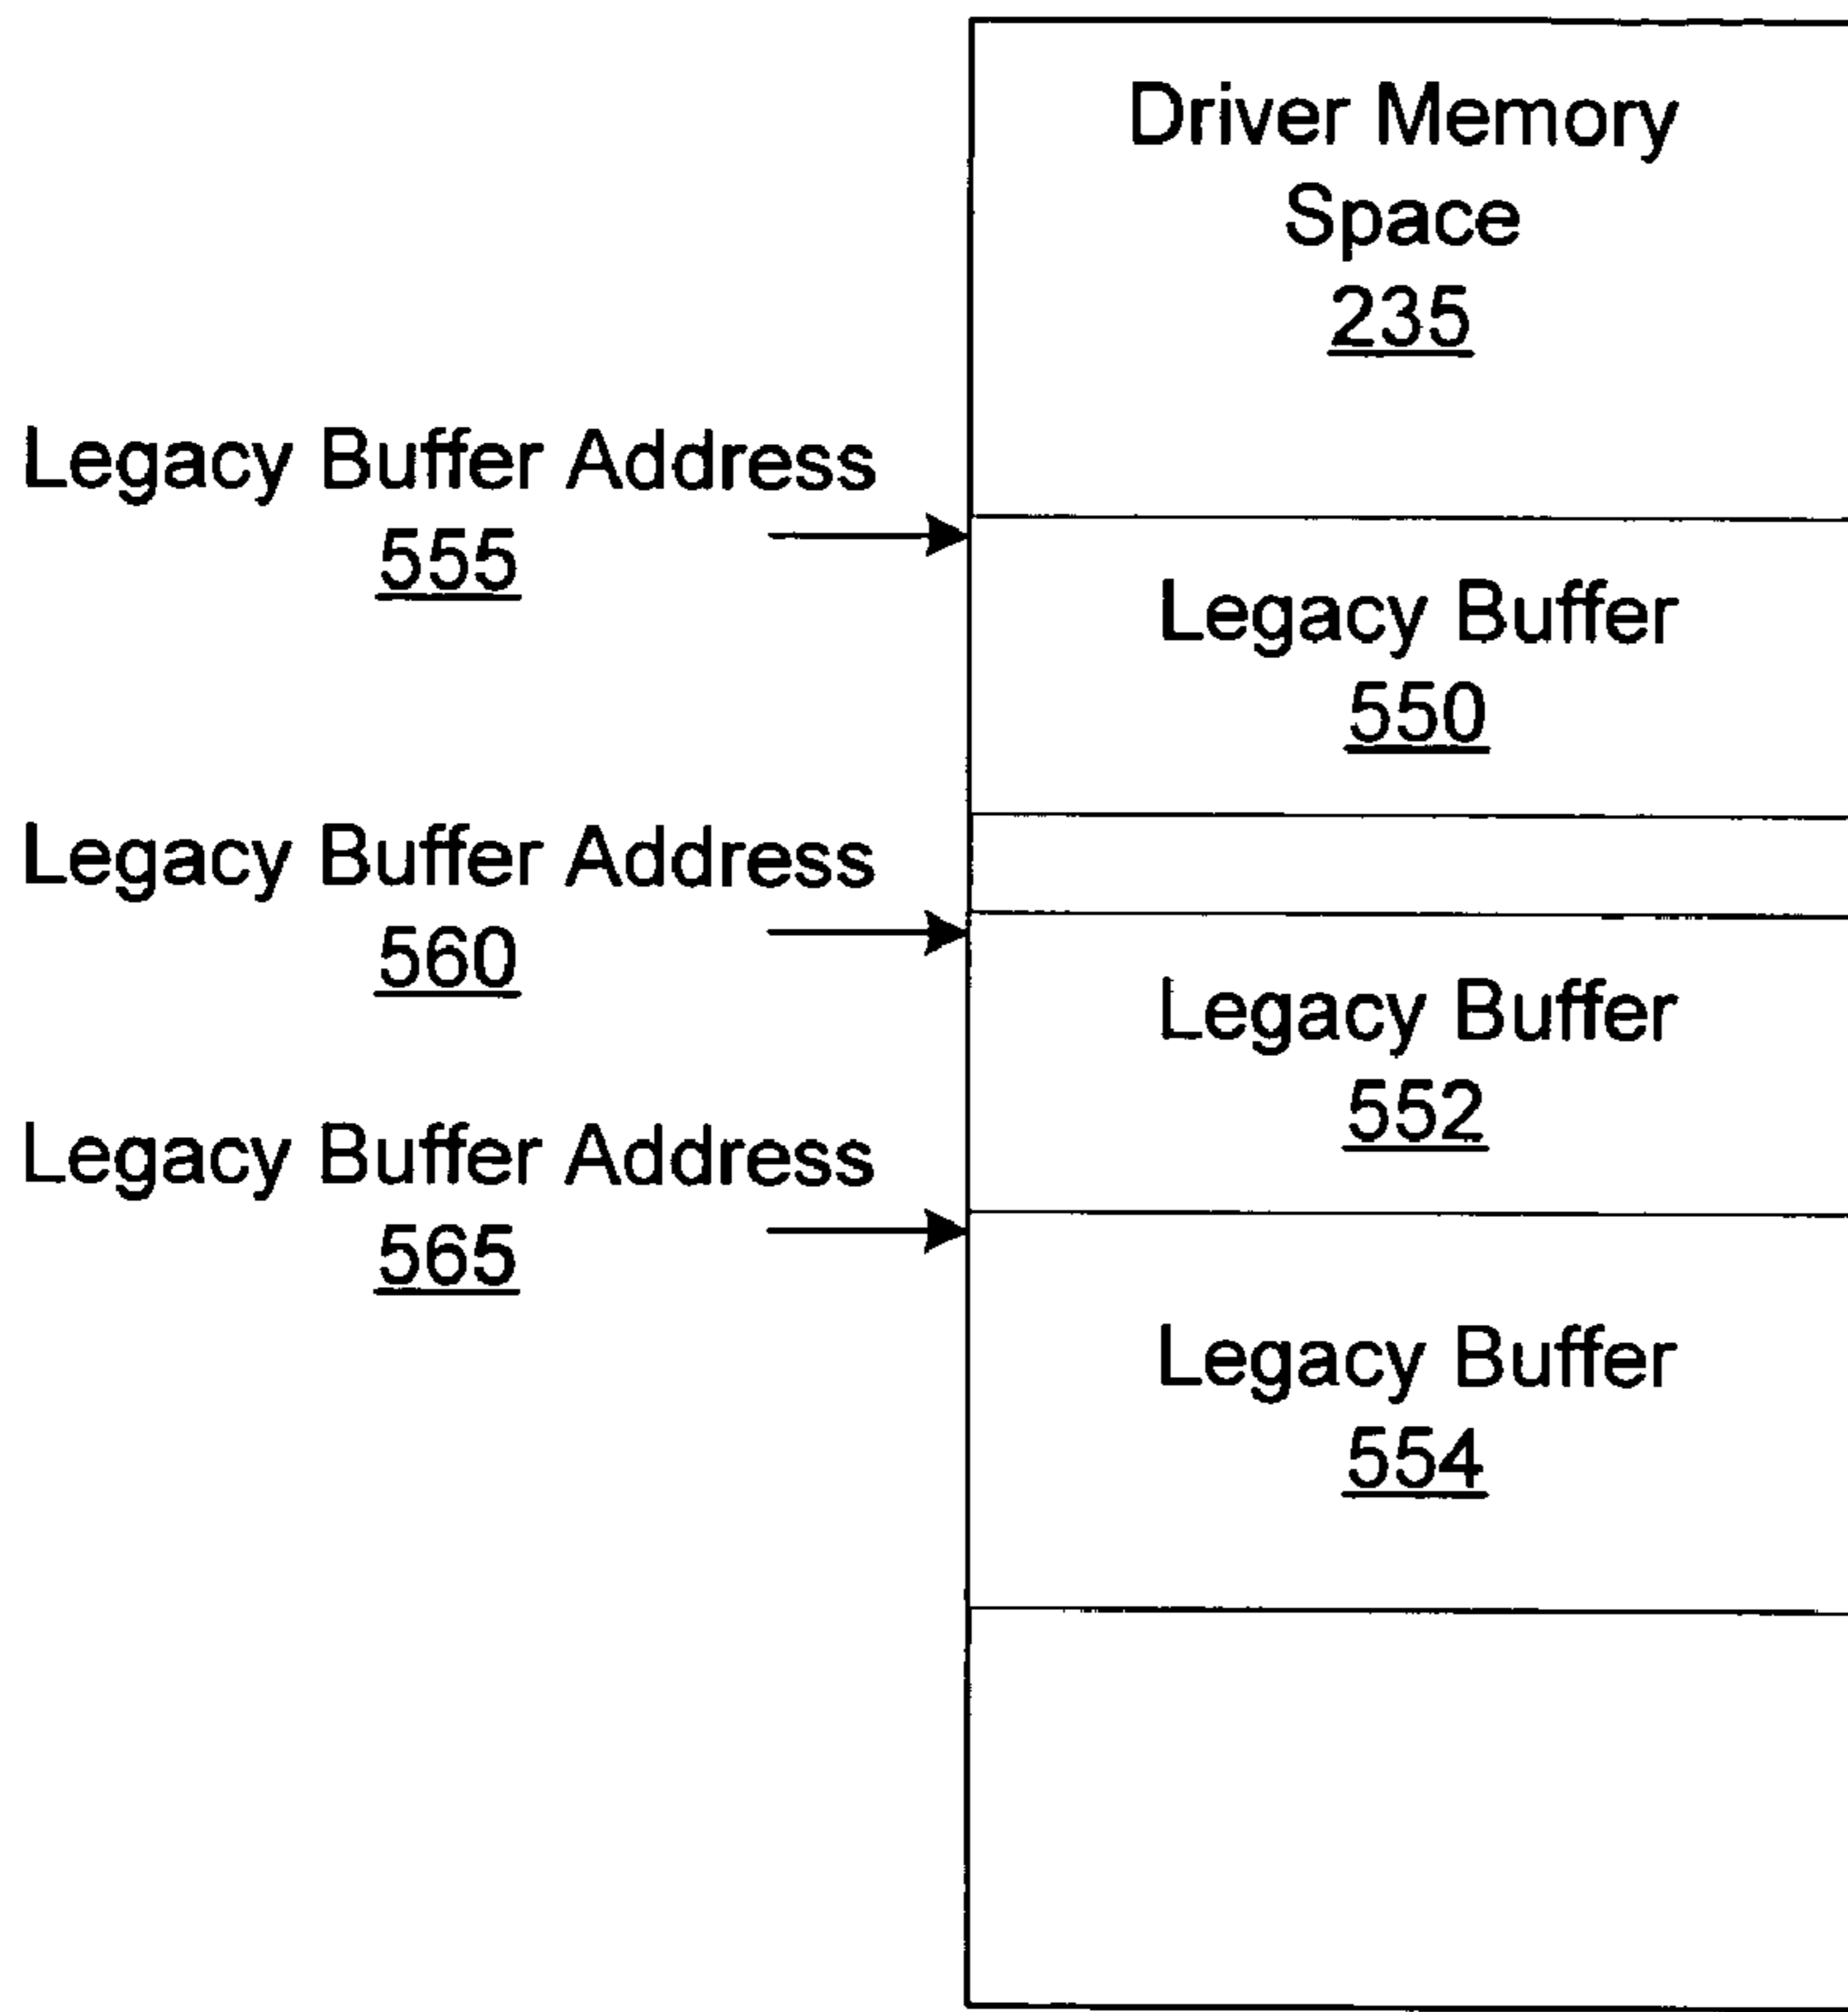 Driver Memory
Space
235
Legacy Buffer Address
555
Legacy Buffer
550
Legacy Buffer Address
560
Legacy Buffer
552
Legacy Buffer Address
565
Legacy Buffer
554